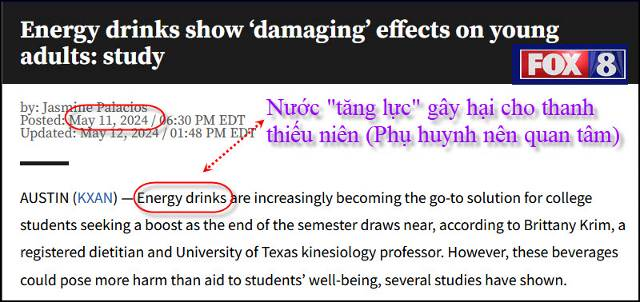 Energy drinks show ‘damaging’ effects on young
adults: study
FOX 8
by: Jasmine Palacios
Posted: May 11, 2024 / 06:30 PM EDT
Updated: May 12, 2024 / 01:48 PM EDT
Nước "tăng lực" gây hại cho thanh
thiếu niên (Phụ huynh nên quan tâm)
AUSTIN (KXAN) — Energy drinks are increasingly becoming the go-to solution for college
students seeking a boost as the end of the semester draws near, according to Brittany Krim, a
registered dietitian and University of Texas kinesiology professor. However, these beverages
could pose more harm than aid to students’ well-being, several studies have shown.